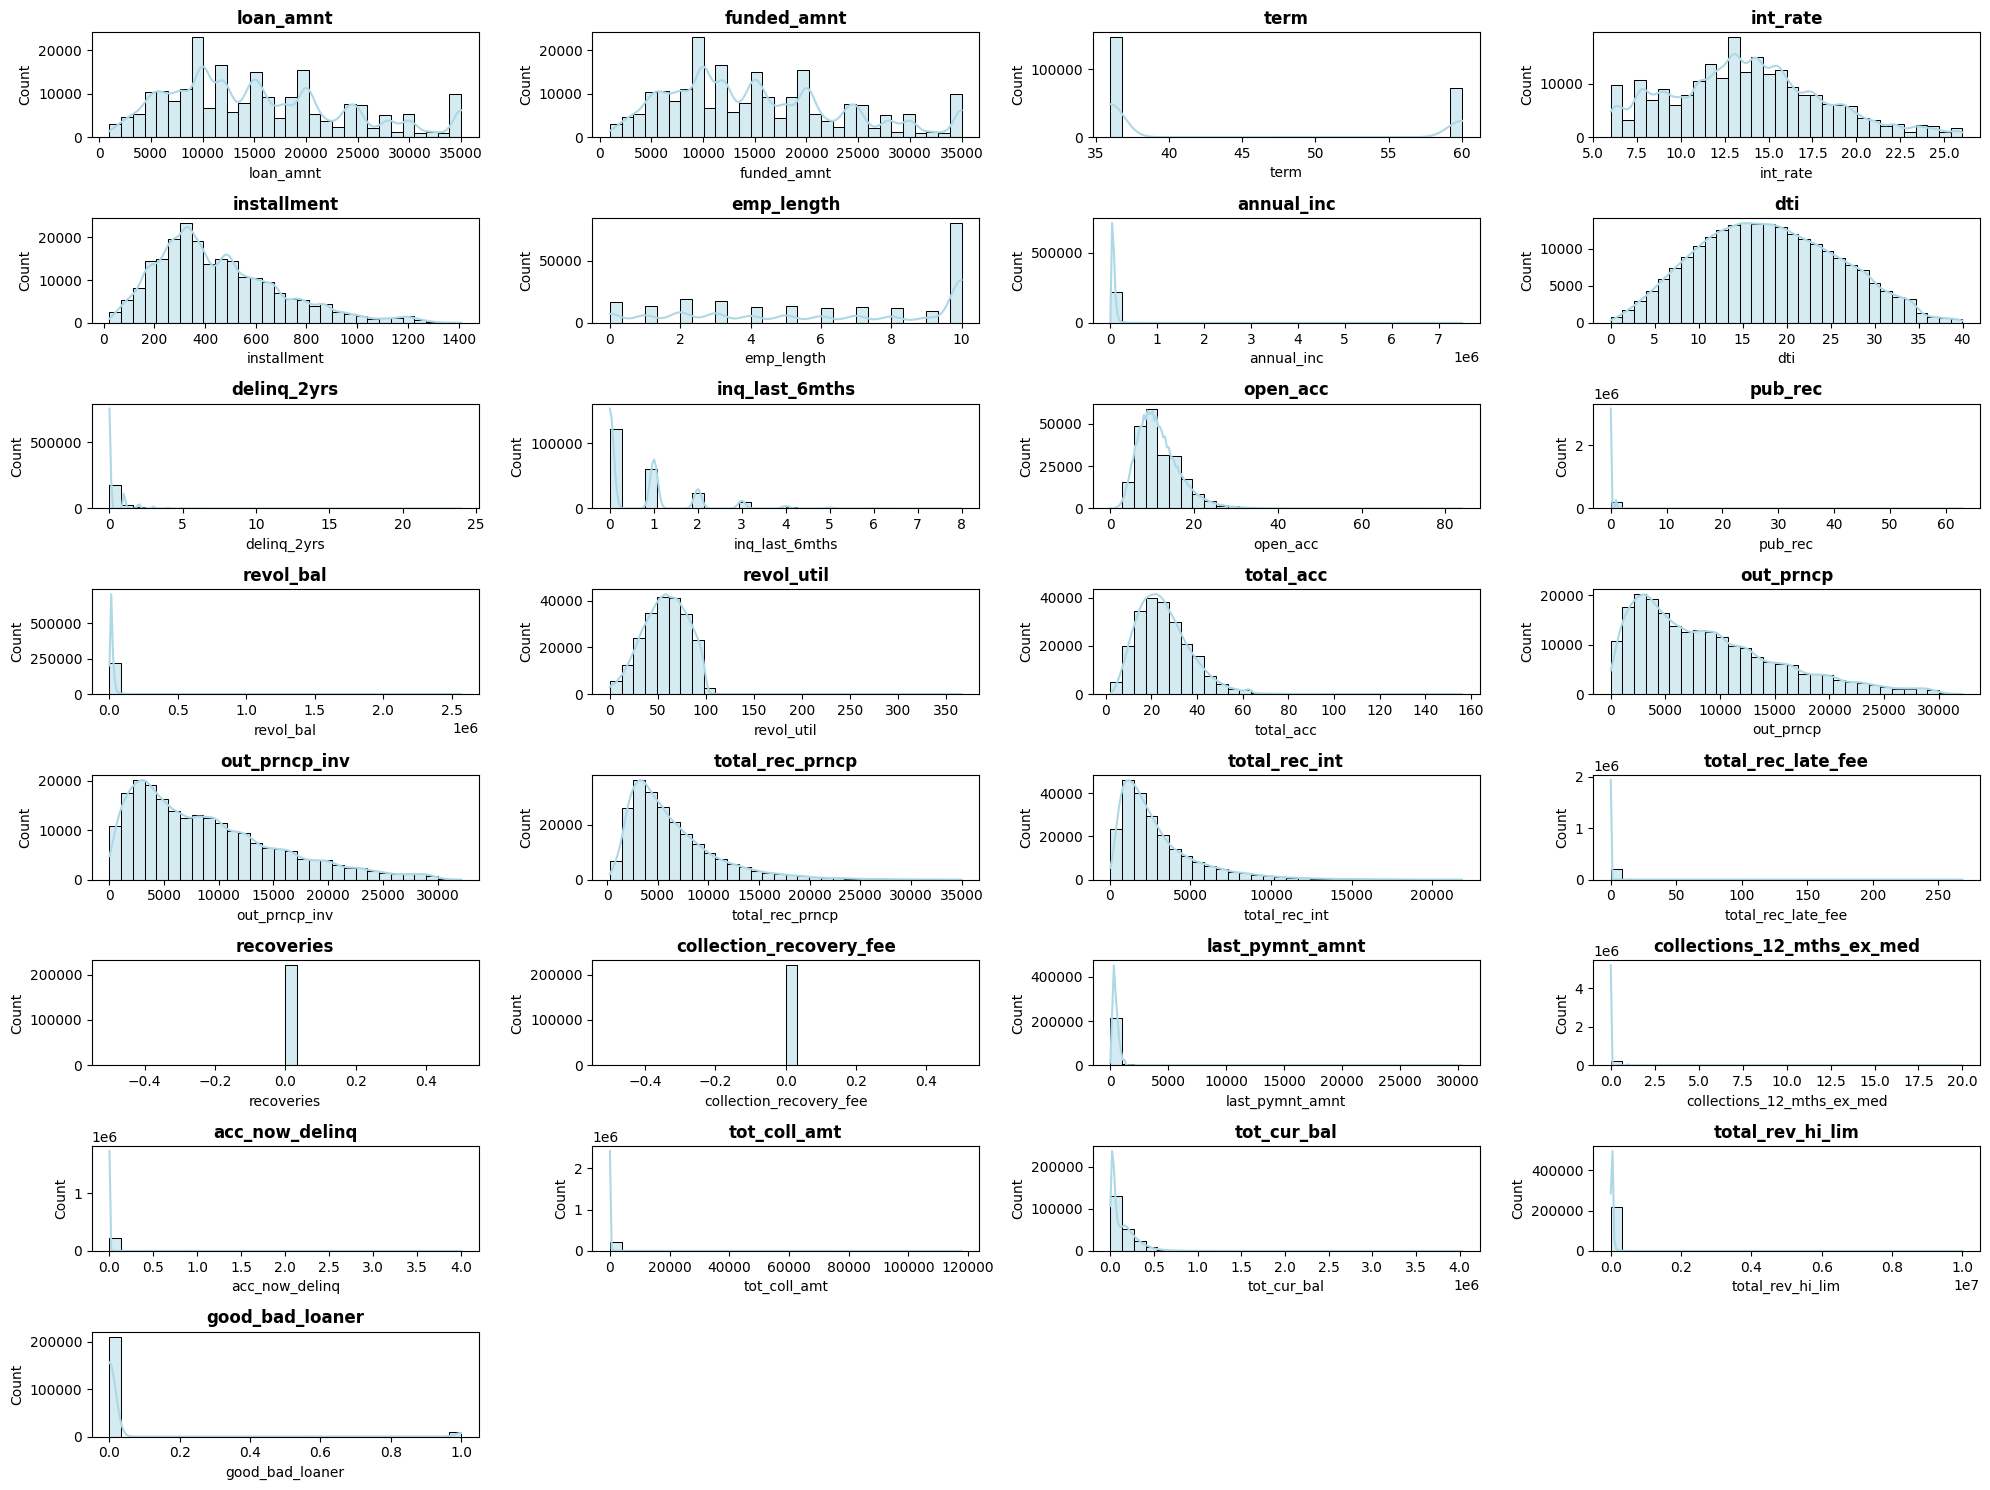 loan_amnt funded_amnt term int_rate
20000 20000 100000 10000
10000 10000
0 0 0 0
Count Count Count Count
0 5000 10000 15000 20000 25000 30000 35000 0 5000 10000 15000 20000 25000 30000 35000 35 40 45 50 55 60 5.0 7.5 10.0 12.5 15.0 17.5 20.0 22.5 25.0
loan_amnt funded_amnt term int_rate
installment emp_length annual_inc dti
20000 50000 500000 10000
10000 5000
0 0 0 0
Count Count Count Count
0 200 400 600 800 1000 1200 1400 0 2 4 6 8 10 0 1 2 3 4 5 6 7 0 5 10 15 20 25 30 35 40
1e6
installment emp_length annual_inc dti
delinq_2yrs inq_last_6mths open_acc pub_rec
1e6
500000 100000 50000 2
25000
0 0 0 0
Count Count Count Count
0 5 10 15 20 25 0 1 2 3 4 5 6 7 8 0 20 40 60 80 0 10 20 30 40 50 60
delinq_2yrs inq_last_6mths open_acc pub_rec
revol_bal revol_util total_acc out_prncp
500000 40000 40000 20000
250000 20000 20000 10000
0 0 0 0
Count Count Count Count
0.0 0.5 1.0 1.5 2.0 2.5 0 50 100 150 200 250 300 350 0 20 40 60 80 100 120 140 160 0 5000 10000 15000 20000 25000 30000
1e6
revol_bal revol_util total_acc out_prncp
out_prncp_inv total_rec_prncp total_rec_int total_rec_late_fee
1e6
20000 20000 40000 2
10000 20000 1
0 0 0 0
Count Count Count Count
0 5000 10000 15000 20000 25000 30000 0 5000 10000 15000 20000 25000 30000 35000 0 5000 10000 15000 20000 0 50 100 150 200 250
out_prncp_inv total_rec_prncp total_rec_int total_rec_late_fee
recoveries collection_recovery_fee last_pymnt_amnt collections_12_mths_ex_med
1e6
200000 200000 400000 4
100000 100000 200000 2
0 0 0 0
Count Count Count Count
−0.4 −0.2 0.0 0.2 0.4 −0.4 −0.2 0.0 0.2 0.4 0 5000 10000 15000 20000 25000 30000 0.0 2.5 5.0 7.5 10.0 12.5 15.0 17.5 20.0
recoveries collection_recovery_fee last_pymnt_amnt collections_12_mths_ex_med
acc_now_delinq tot_coll_amt tot_cur_bal total_rev_hi_lim
1e6 1e6
1 2 200000 400000
1 100000 200000
0 0 0 0
Count Count Count Count
0.0 0.5 1.0 1.5 2.0 2.5 3.0 3.5 4.0 0 20000 40000 60000 80000 100000 120000 0.0 0.5 1.0 1.5 2.0 2.5 3.0 3.5 4.0 0.0 0.2 0.4 0.6 0.8 1.0
1e6 1e7
acc_now_delinq tot_coll_amt tot_cur_bal total_rev_hi_lim
good_bad_loaner
200000
100000
0
Count
0.0 0.2 0.4 0.6 0.8 1.0
good_bad_loaner